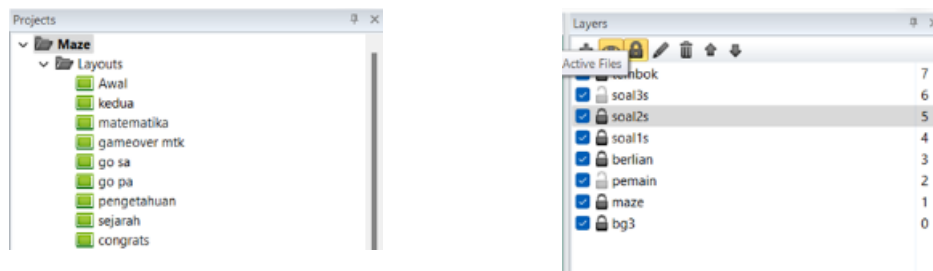 Projects
Maze
Layouts
Awal
kedua
matematika
gameover mtk
go sa
go pa
pengetahuan
sejarah
congrats
Layers
Active Files
tembok 7
soal3s 6
soal2s 5
soal1s 4
berlian 3
pemain 2
maze 1
bg3 0